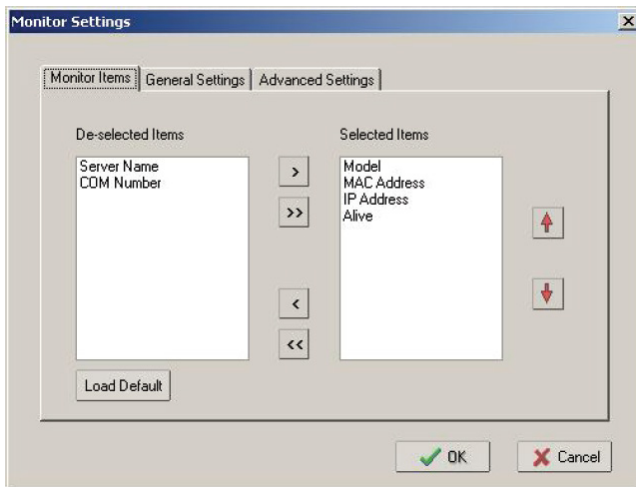 Monitor Settings
Monitor Items
General Settings
Advanced Settings
De-selected Items
Selected Items
Server Name
COM Number
>
>>
<
<<
Model
MAC Address
IP Address
Alive
Load Default
OK
Cancel